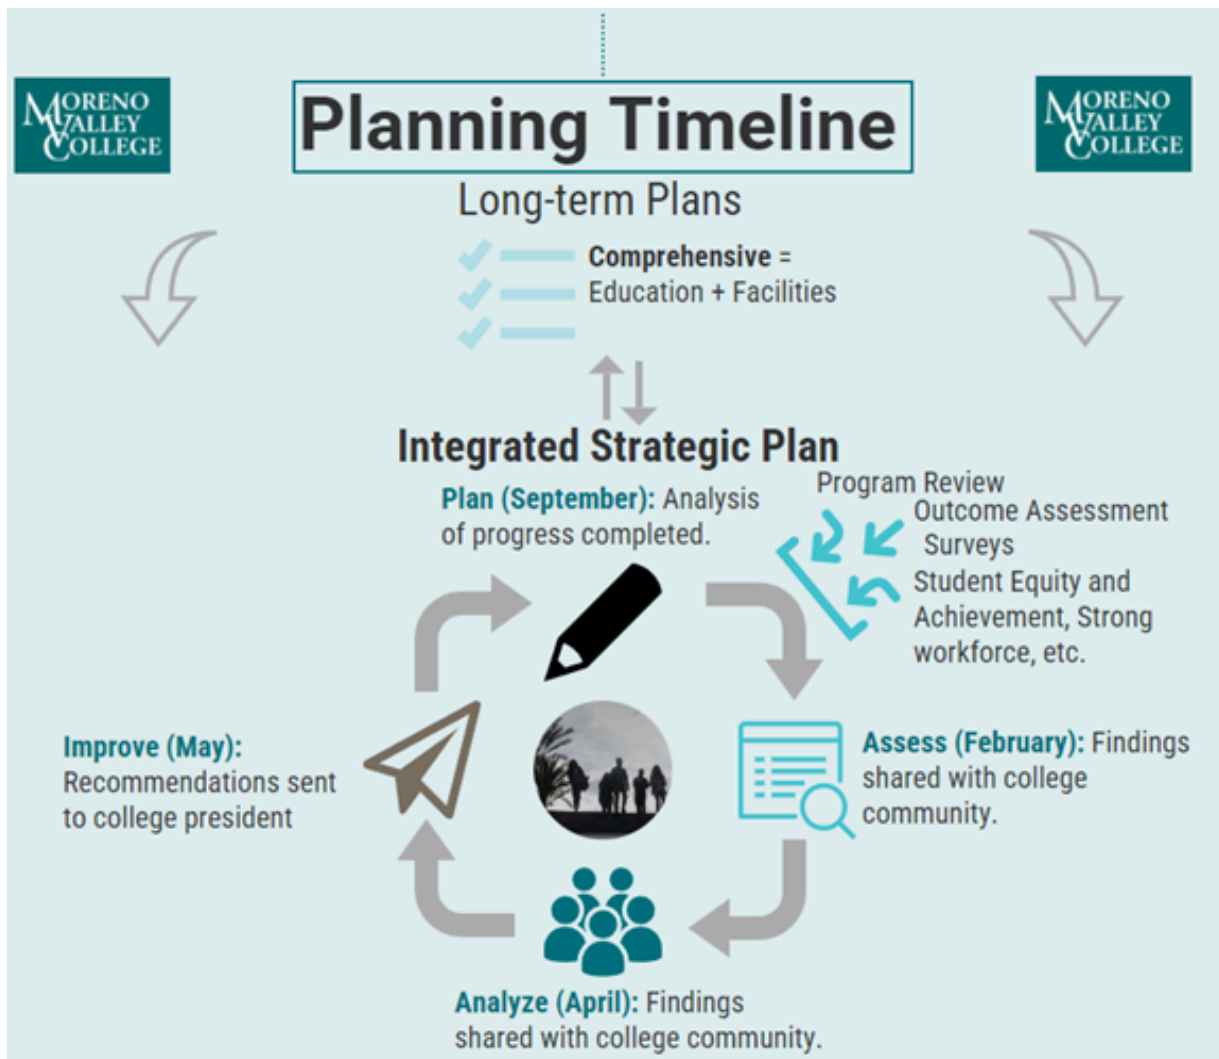 MORENO
VALLEY
COLLEGE
Planning Timeline
MORENO
VALLEY
COLLEGE
Long-term Plans
Comprehensive =
Education + Facilities
Integrated Strategic Plan
Plan (September): Analysis
of progress completed.
Program Review
Outcome Assessment
Surveys
Student Equity and
Achievement, Strong
workforce, etc.
Improve (May):
Recommendations sent
to college president
Assess (February): Findings
shared with college
community.
Analyze (April): Findings
shared with college community.